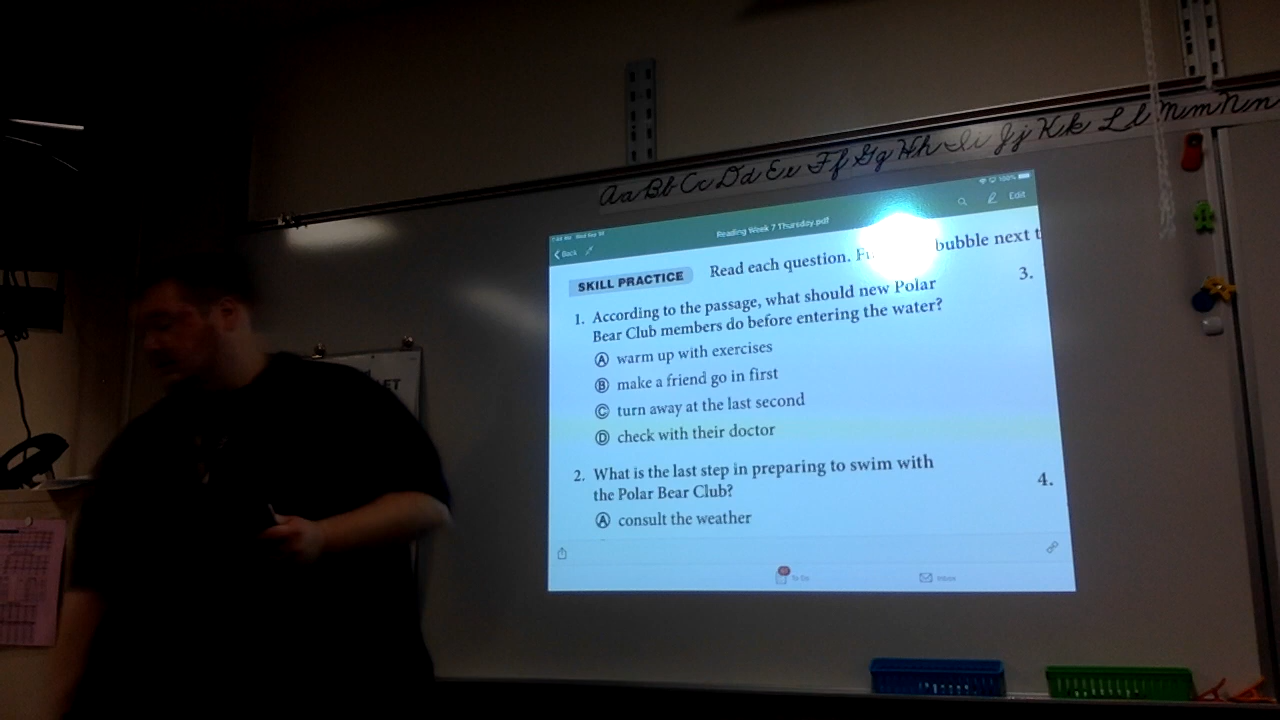 Aa Bb Cc Dd Ee Ff Gg Hh Ii Jj Kk Ll Mm Nn
100%
Back
Reading Week 7 Thursday.pdf
Edit
SKILL PRACTICE Read each question. bubble next t
1. According to the passage, what should new Polar
Bear Club members do before entering the water?
A warm up with exercises
B make a friend go in first
C turn away at the last second
D check with their doctor
2. What is the last step in preparing to swim with
the Polar Bear Club?
A consult the weather
3.
4.
To Do
Inbox